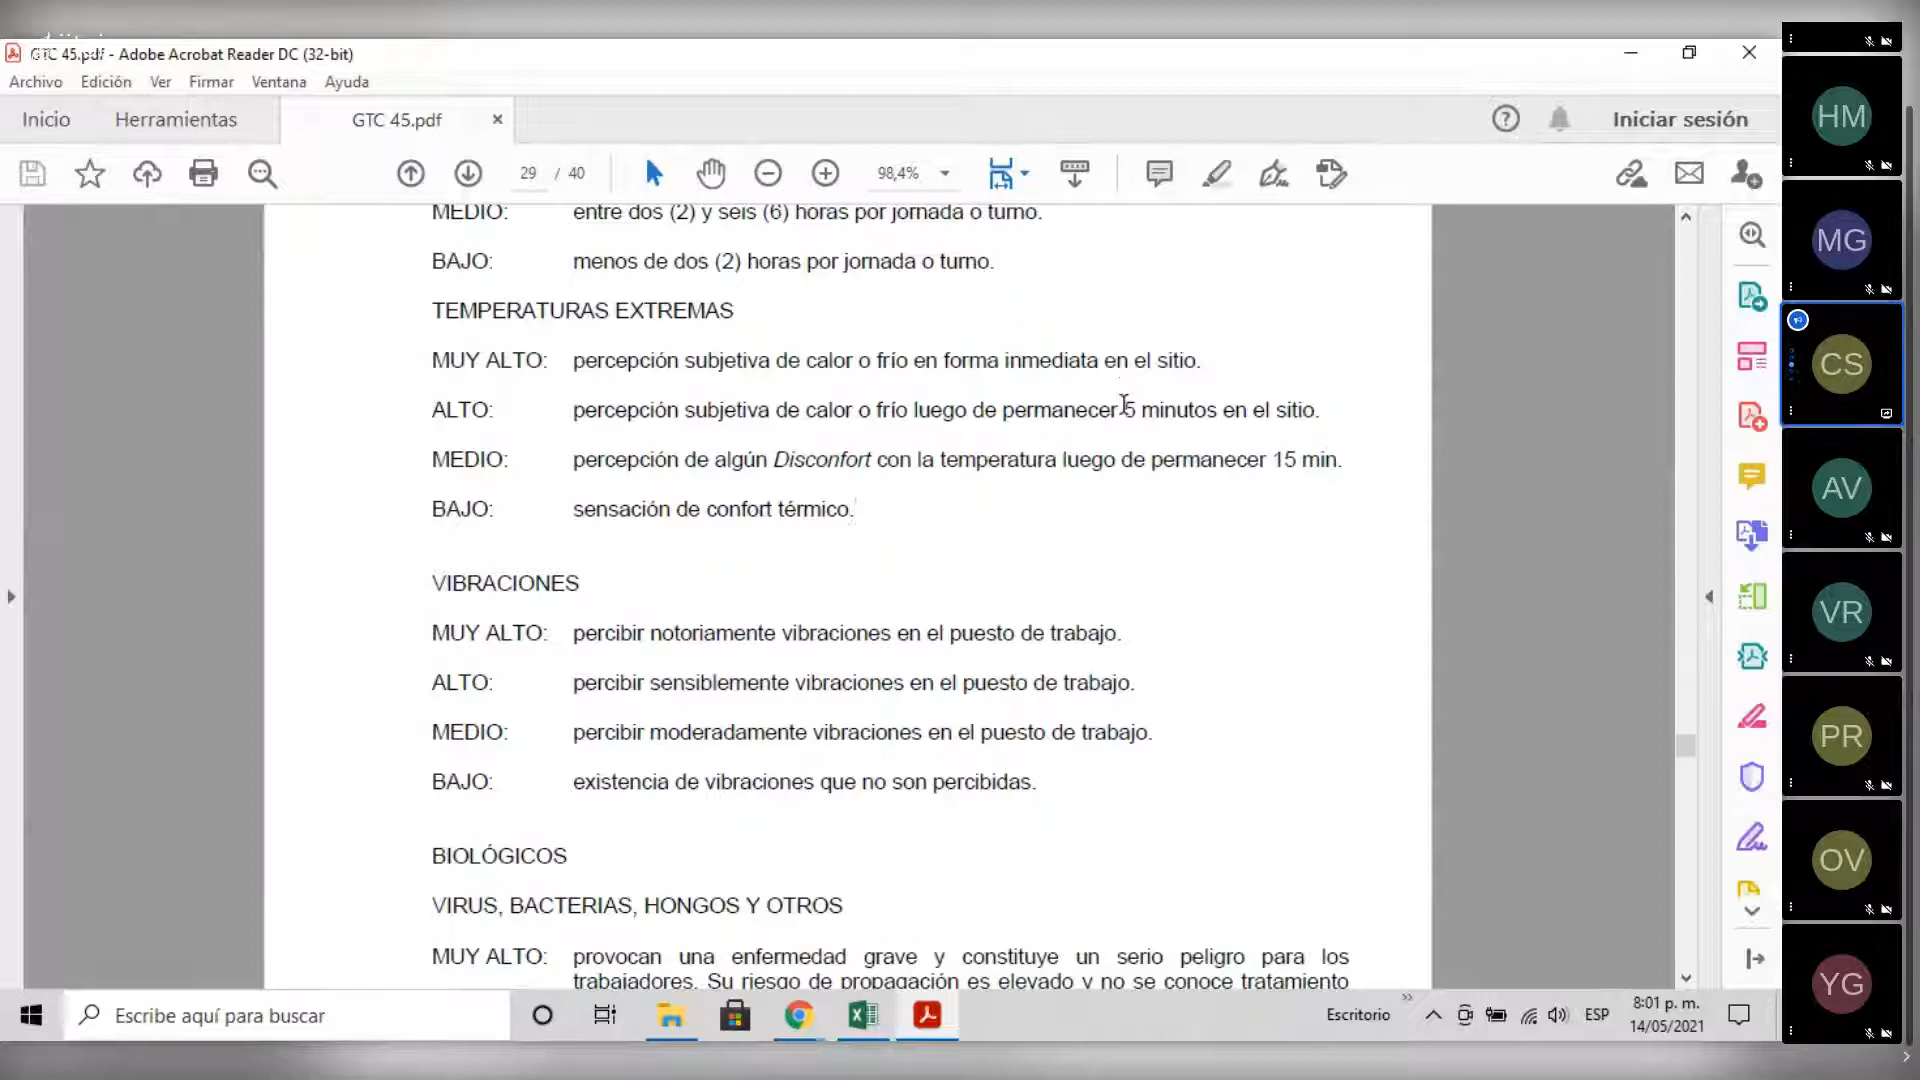 GTC 45.pdf - Adobe Acrobat Reader DC (32-bit)
Archivo Edición Ver Firmar Ventana Ayuda
Inicio Herramientas GTC 45.pdf Iniciar sesión
29 / 40 98,4%
MEDIO: entre dos (2) y seis (6) horas por jornada o turno.
BAJO: menos de dos (2) horas por jornada o turno.
TEMPERATURAS EXTREMAS
MUY ALTO: percepción subjetiva de calor o frío en forma inmediata en el sitio.
ALTO: percepción subjetiva de calor o frío luego de permanecer 5 minutos en el sitio.
MEDIO: percepción de algún Disconfort con la temperatura luego de permanecer 15 min.
BAJO: sensación de confort térmico.
VIBRACIONES
MUY ALTO: percibir notoriamente vibraciones en el puesto de trabajo.
ALTO: percibir sensiblemente vibraciones en el puesto de trabajo.
MEDIO: percibir moderadamente vibraciones en el puesto de trabajo.
BAJO: existencia de vibraciones que no son percibidas.
BIOLÓGICOS
VIRUS, BACTERIAS, HONGOS Y OTROS
MUY ALTO: provocan una enfermedad grave y constituye un serio peligro para los
trabajadores. Su riesgo de propagación es elevado y no se conoce tratamiento
Escribe aquí para buscar
Escritorio
ESP
8:01 p. m.
14/05/2021
HM
MG
CS
AV
VR
PR
OV
YG